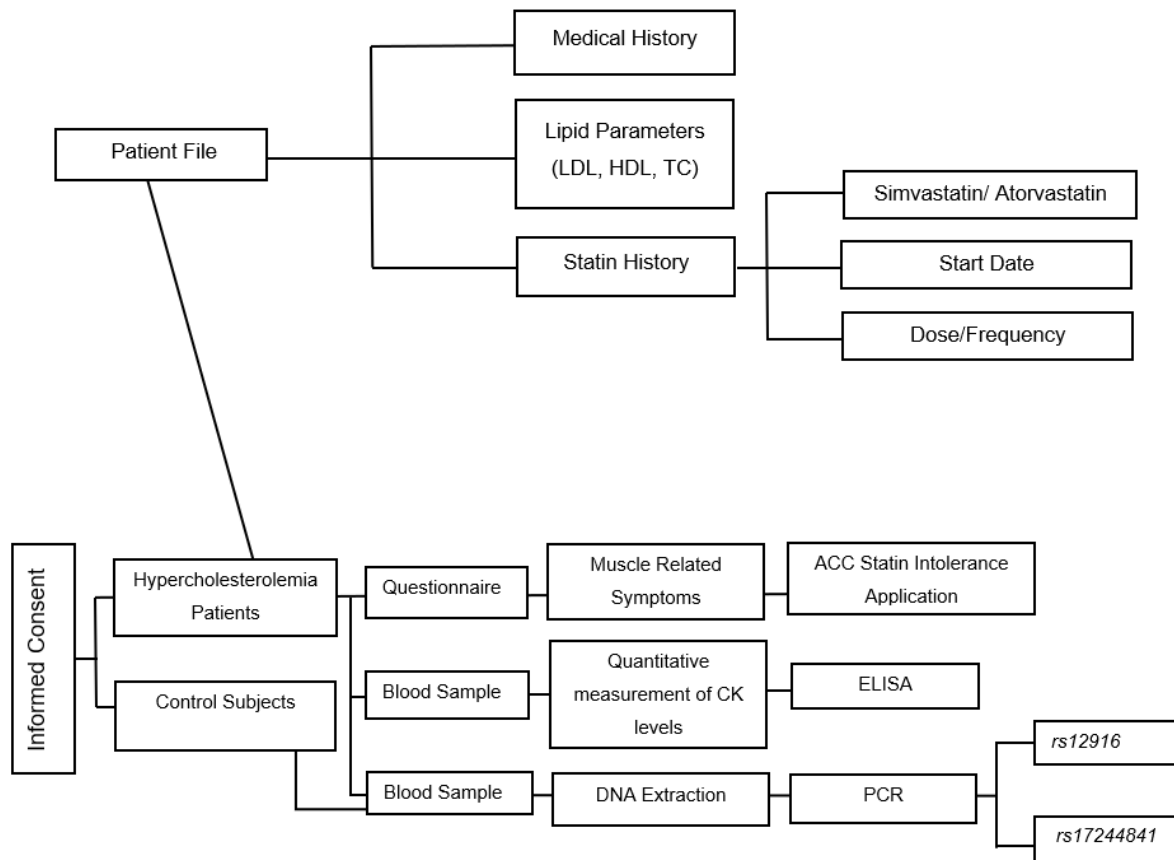 Medical History
Patient File
Lipid Parameters
(LDL, HDL, TC)
Statin History
Simvastatin/ Atorvastatin
Start Date
Dose/Frequency
Informed Consent
Hypercholesterolemia
Patients
Questionnaire
Muscle Related
Symptoms
ACC Statin Intolerance
Application
Control Subjects
Blood Sample
Quantitative
measurement of CK
levels
ELISA
Blood Sample
DNA Extraction
PCR
rs12916
rs17244841